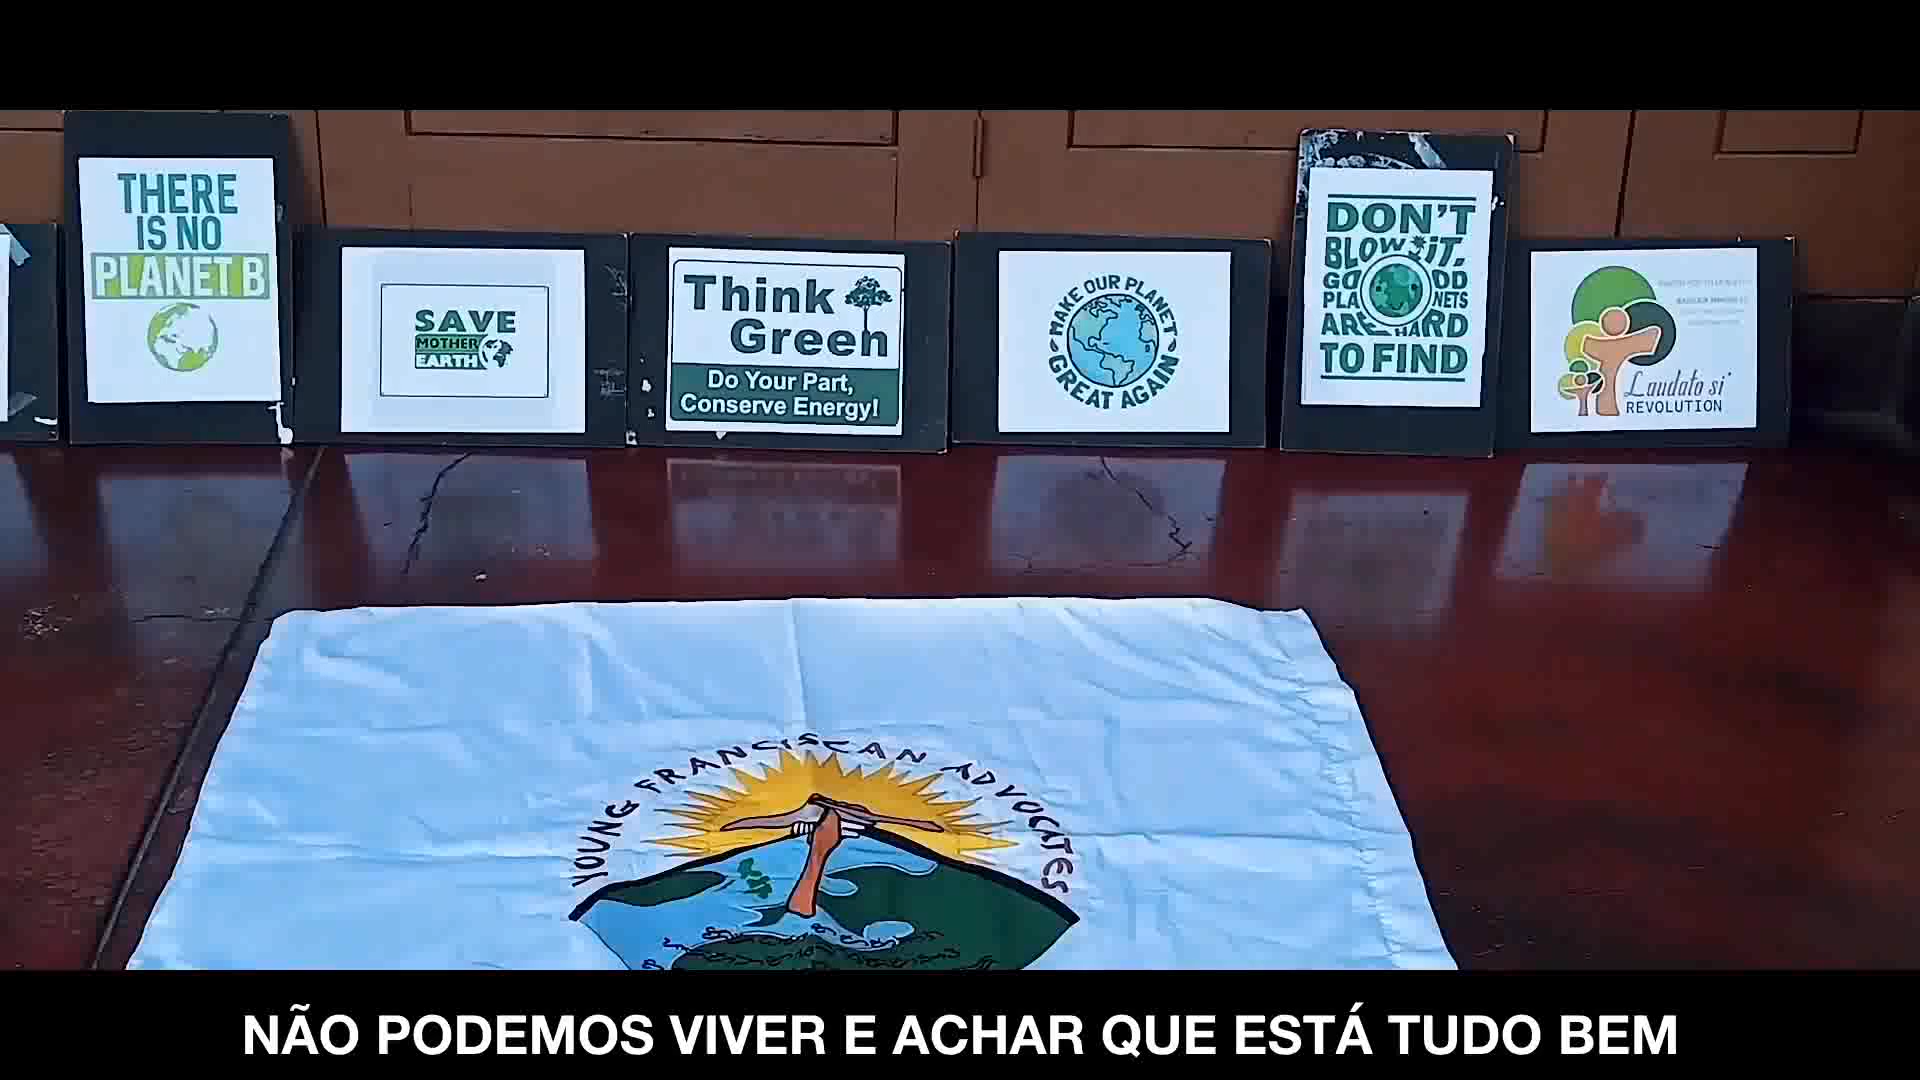 THERE
IS NO
PLANET B
SAVE
MOTHER
EARTH
Think
Green
Do Your Part,
Conserve Energy!
MAKE OUR PLANET
GREAT AGAIN
DON'T
BLOW iT.
GOOD
PLANETS
ARE HARD
TO FIND
Laudato si'
REVOLUTION
YOUNG FRANCISCAN ADVOCATES
NÃO PODEMOS VIVER E ACHAR QUE ESTÁ TUDO BEM